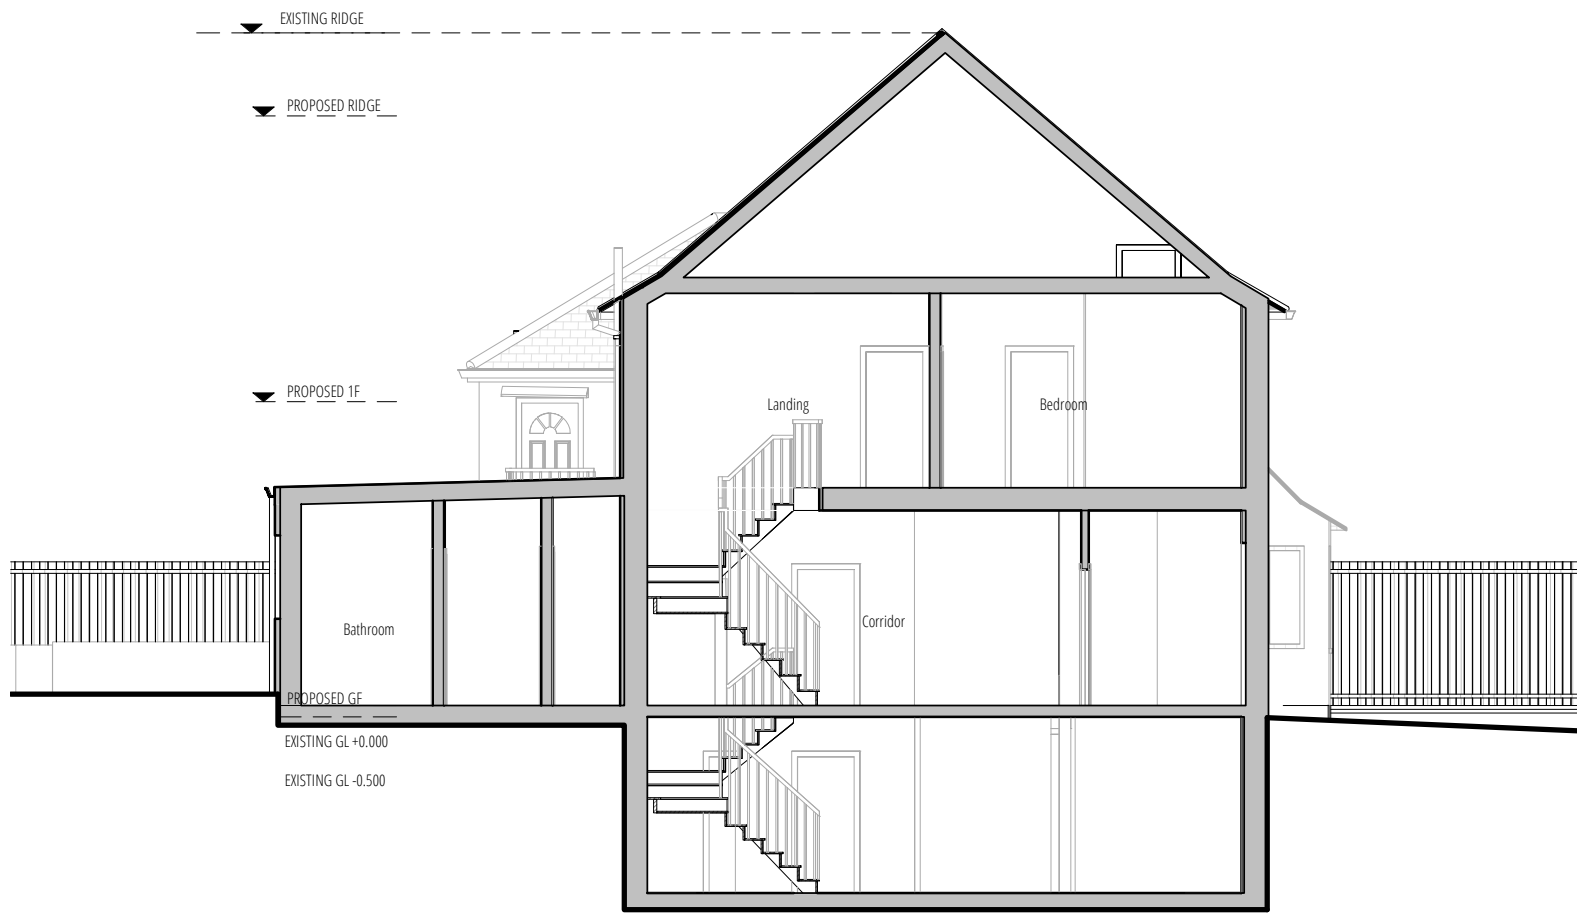 EXISTING RIDGE
PROPOSED RIDGE
PROPOSED 1F
Landing
Bedroom
Bathroom
Corridor
PROPOSED GF
EXISTING GL +0.000
EXISTING GL -0.500